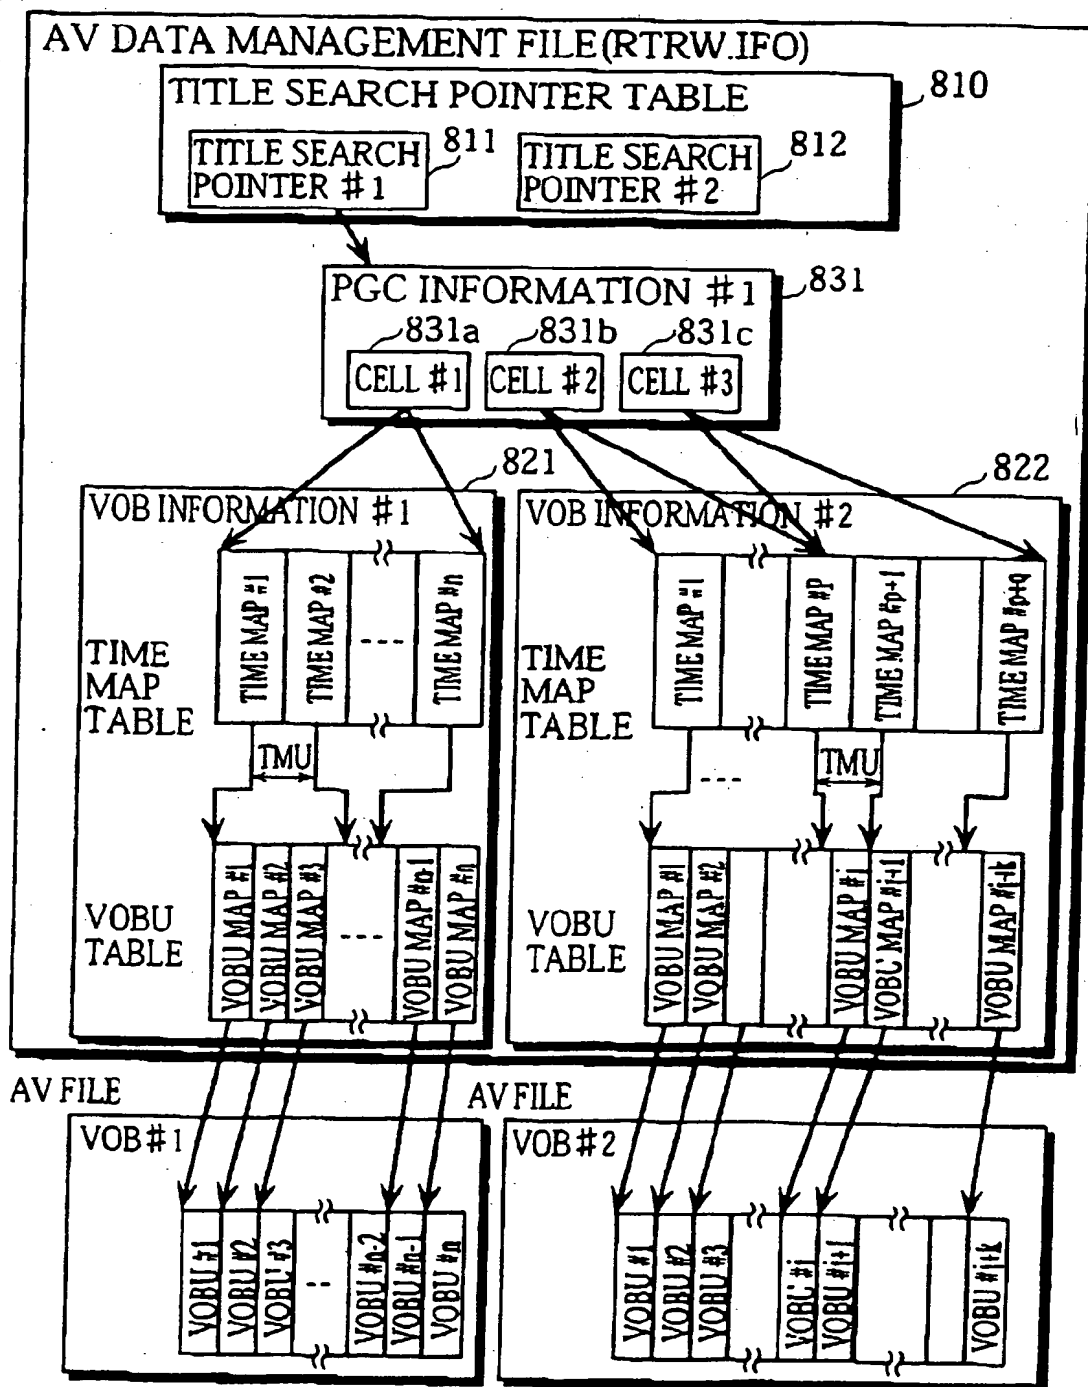 AV DATA MANAGEMENT FILE(RTRW.IFO)
TITLE SEARCH POINTER TABLE
810
TITLE SEARCH
POINTER #1
811
TITLE SEARCH
POINTER #2
812
PGC INFORMATION #1
831
831a
831b
831c
CELL #1
CELL #2
CELL #3
821
822
VOB INFORMATION #1
TIME
MAP
TABLE
TIME MAP #1
TIME MAP #2
----
TIME MAP #n
TMU
VOBU
TABLE
VOBU MAP #1
VOBU MAP #2
VOBU MAP #3
----
VOBU MAP #n-1
VOBU MAP #n
VOB INFORMATION #2
TIME
MAP
TABLE
TIME MAP #1
TIME MAP #P
TIME MAP #p+1
TIME MAP #p+q
----
TMU
VOBU
TABLE
VOBU MAP #1
VOBU MAP #2
VOBU MAP #i
VOBU MAP #i+1
VOBU MAP #i+k
AV FILE
VOB#1
VOBU #1
VOBU #2
VOBU #3
--
VOBU #n-2
VOBU #n-1
VOBU #n
AV FILE
VOB#2
VOBU #1
VOBU #2
VOBU #3
VOBU #i
VOBU #i+1
VOBU #i+k